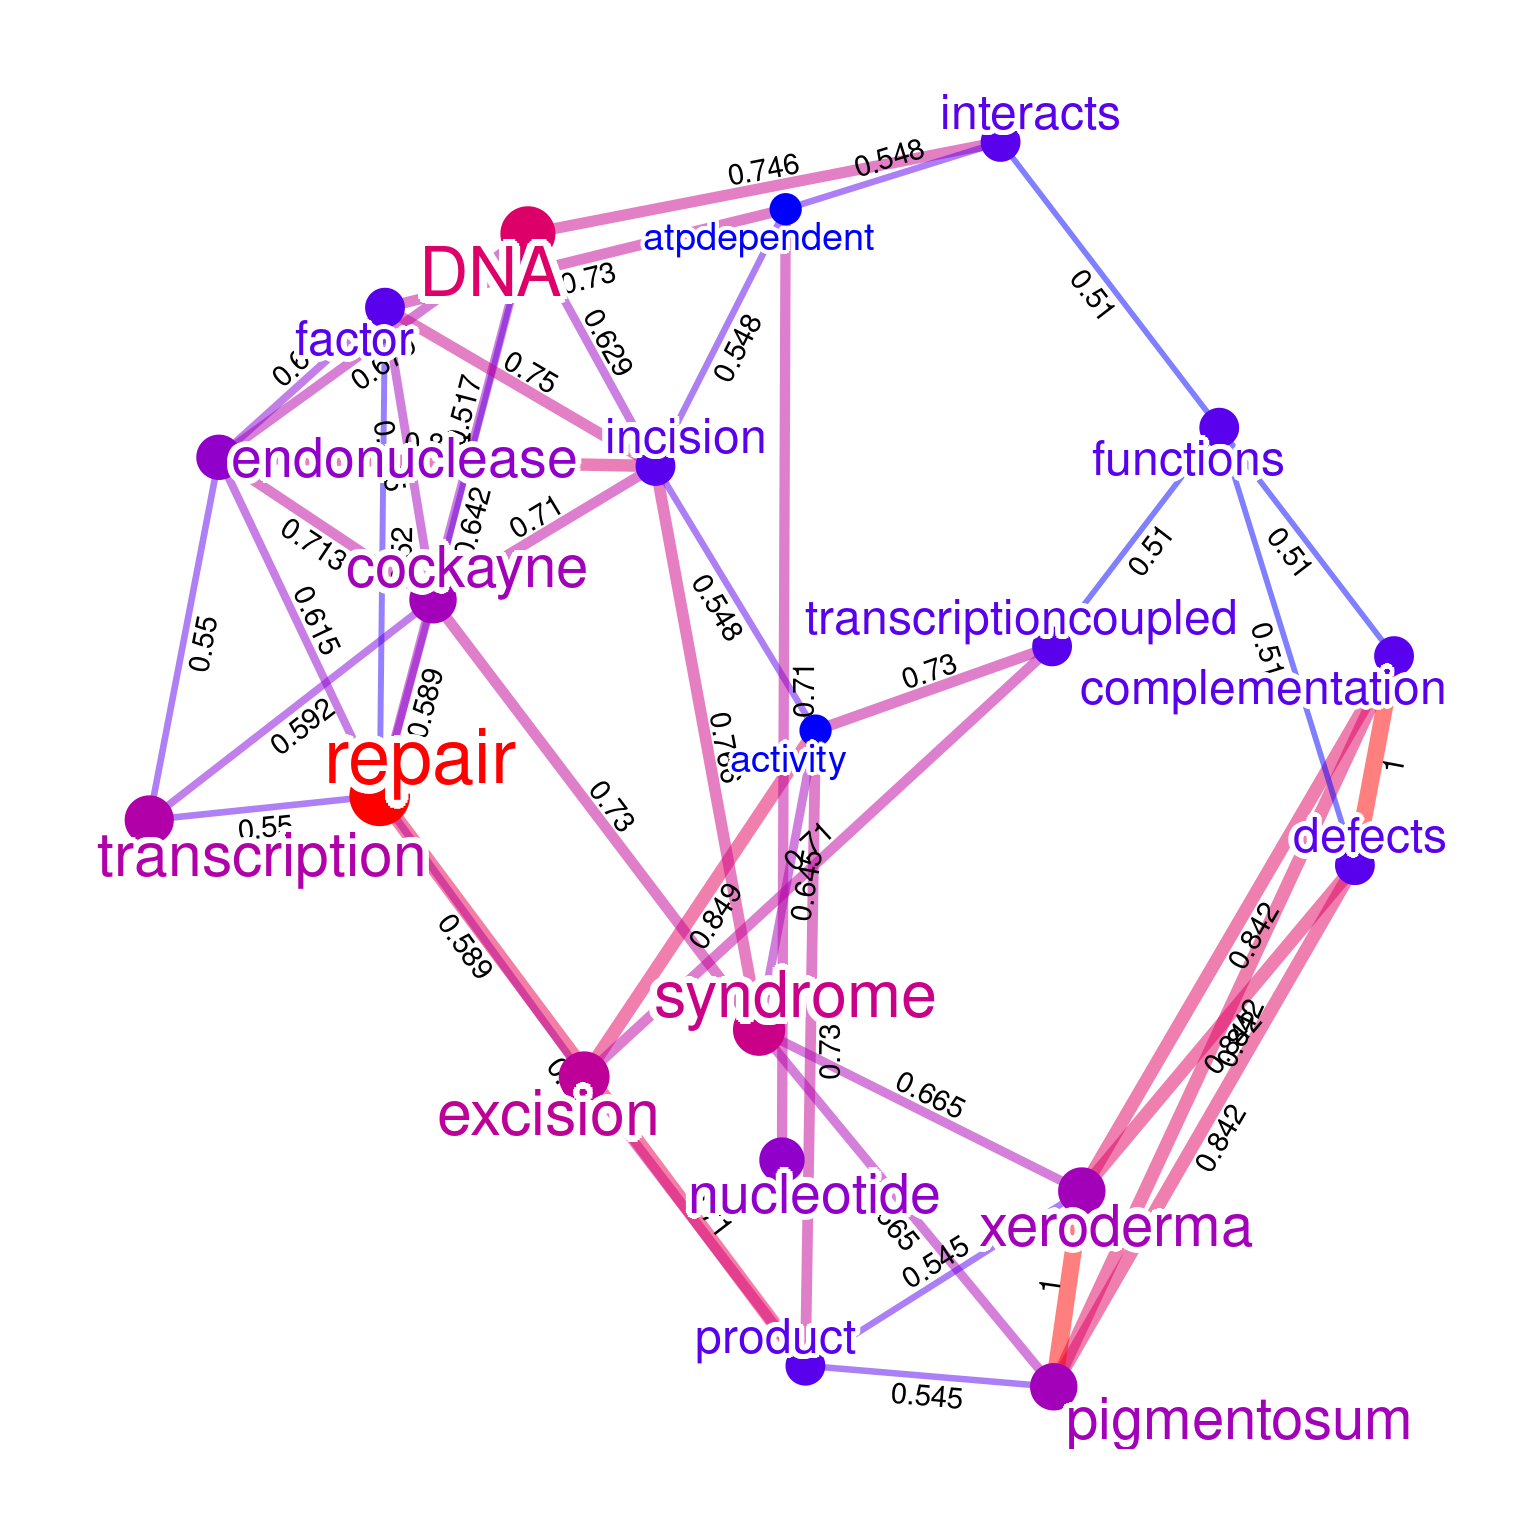 interacts
0.746
0.548
atpdependent
DNA
0.73
0.51
factor
0.629
0.548
0.75
0.517
incision
endonuclease
functions
0.71
0.642
0.713
cockayne
0.51
0.51
0.548
0.615
transcriptioncoupled
0.55
0.51
0.73
complementation
0.71
0.589
0.592
repair
activity
1
0.73
0.55
transcription
defects
0.71
0.645
0.849
0.842
0.589
syndrome
0.842
0.73
0.665
excision
0.842
nucleotide
xeroderma
0.545
1
product
0.545
pigmentosum